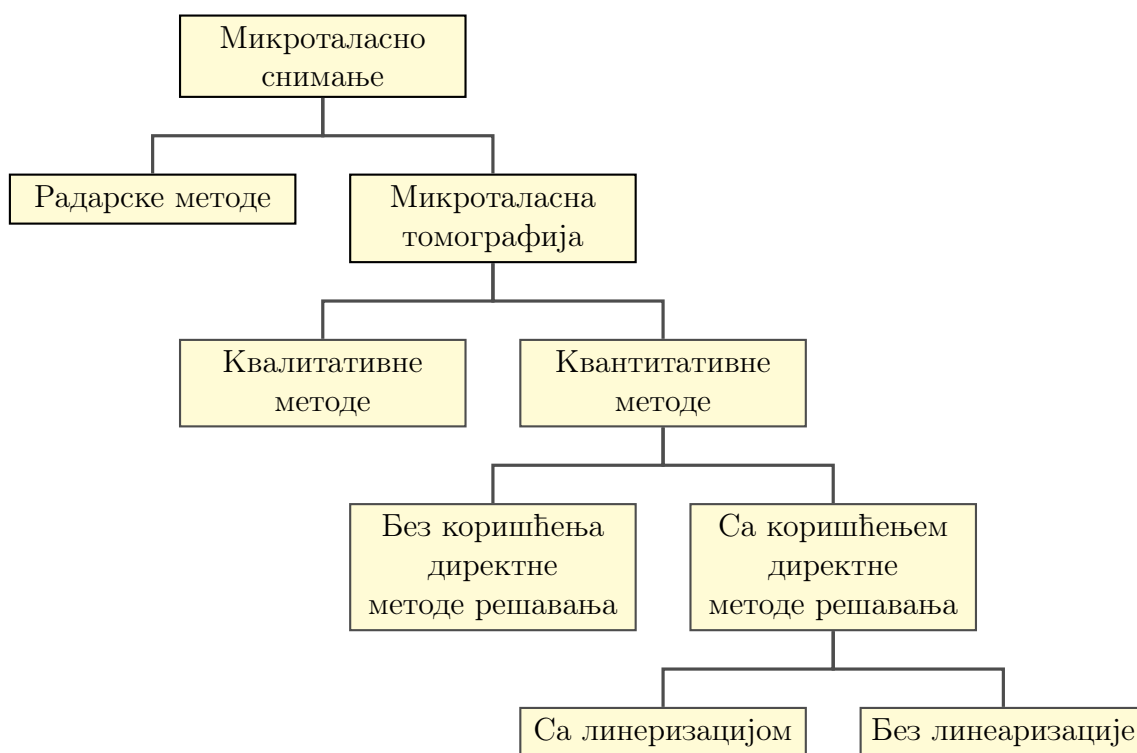 Микроталасно
снимање
Радарске методе
Микроталасна
томографија
Квалитативне
методе
Квантитативне
методе
Без коришћења
директне
методе решавања
Са коришћењем
директне
методе решавања
Са линеризацијом
Без линеаризације